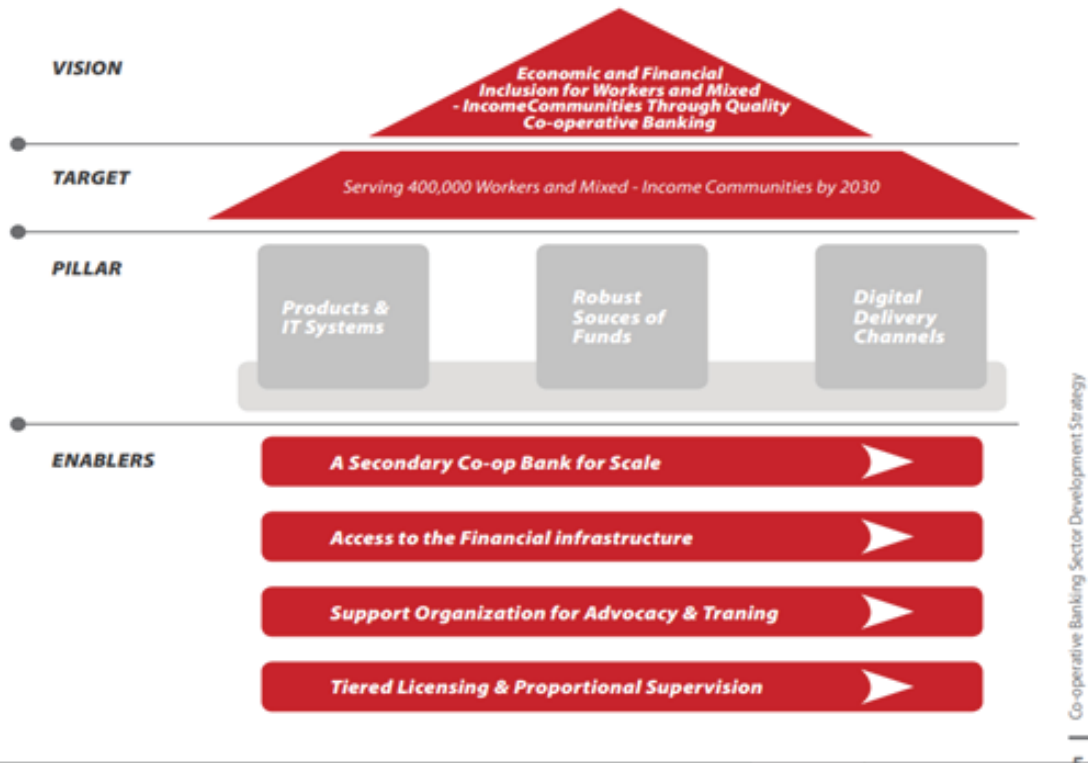 VISION
Economic and Financial
Inclusion for Workers and Mixed
- IncomeCommunities Through Quality
Co-operative Banking
TARGET
Serving 400,000 Workers and Mixed - Income Communities by 2030
PILLAR
Products &
IT Systems
Robust
Souces of
Funds
Digital
Delivery
Channels
ENABLERS
A Secondary Co-op Bank for Scale
Access to the Financial infrastructure
Support Organization for Advocacy & Traning
Tiered Licensing & Proportional Supervision
Co-operative Banking Sector Development Strategy